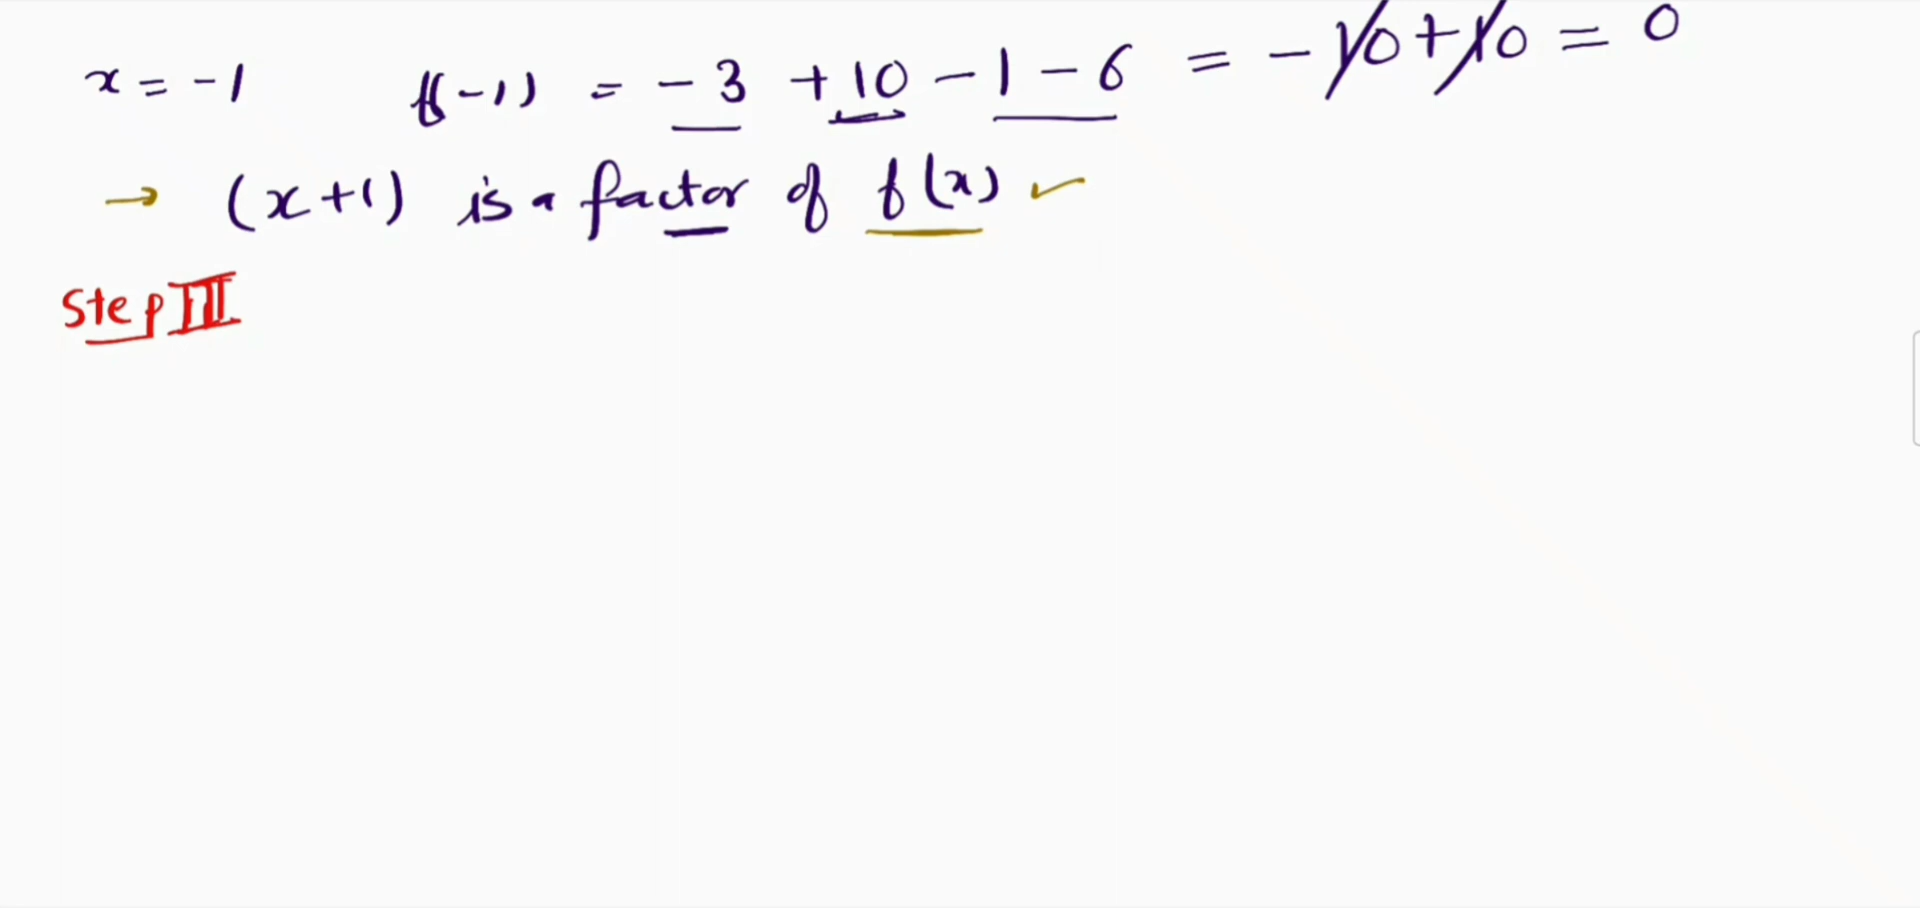 x = -1 f(-1) = -3 +10 -1 -6 = -10+10 = 0
→ (x+1) is a factor of f(x) ✓
Step III